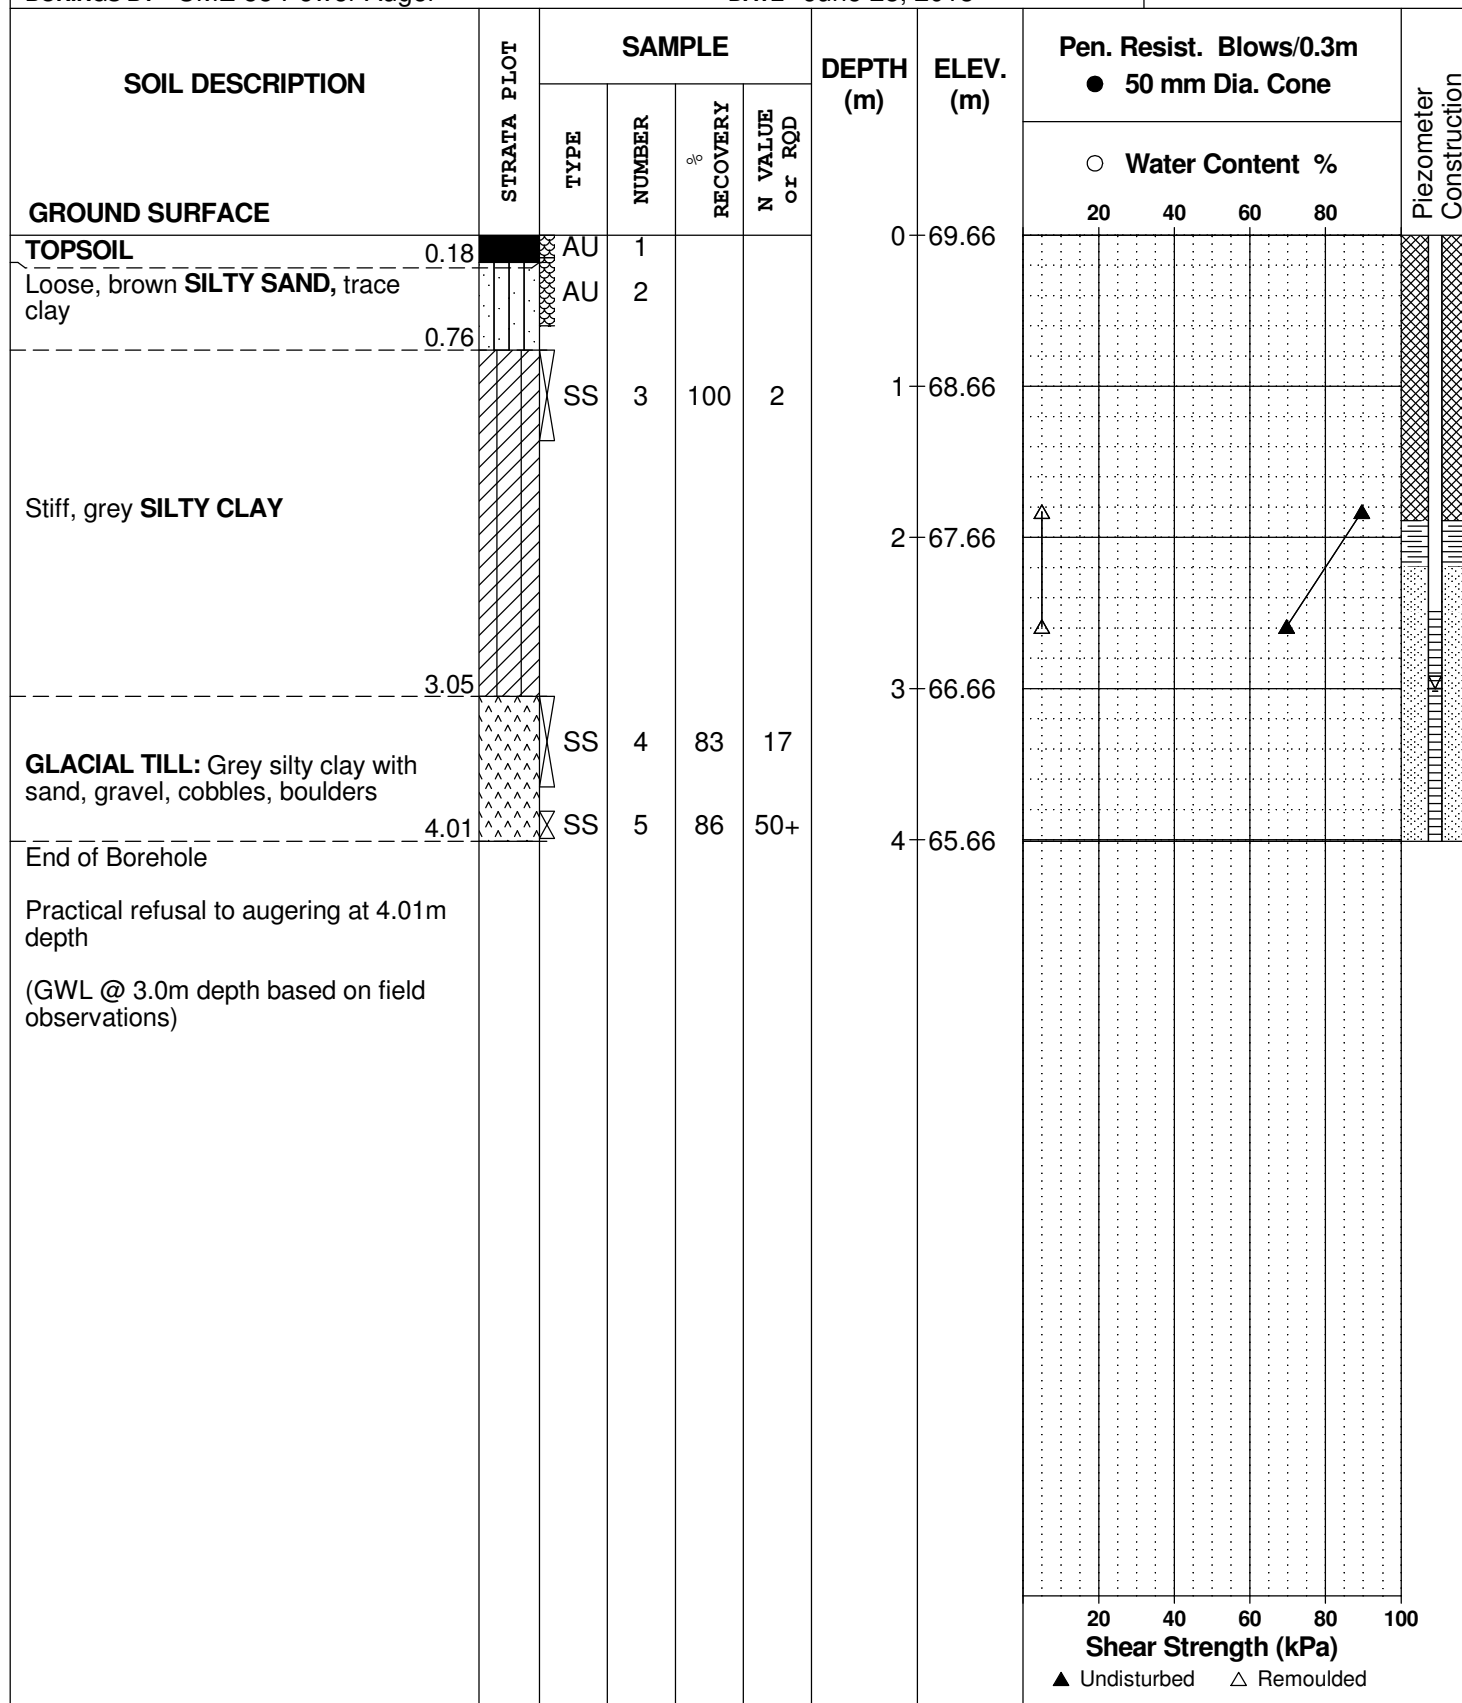 SOIL DESCRIPTION
GROUND SURFACE
STRATA PLOT
SAMPLE
TYPE
NUMBER
%
RECOVERY
N VALUE
or RQD
DEPTH
(m)
ELEV.
(m)
Pen. Resist. Blows/0.3m
● 50 mm Dia. Cone
○ Water Content %
20 40 60 80
Piezometer
Construction
TOPSOIL 0.18
AU 1
0 69.66
Loose, brown SILTY SAND, trace
clay
AU 2
0.76
SS 3 100 2
1 68.66
Stiff, grey SILTY CLAY
2 67.66
3.05
3 66.66
SS 4 83 17
GLACIAL TILL: Grey silty clay with
sand, gravel, cobbles, boulders
4.01
SS 5 86 50+
4 65.66
End of Borehole
Practical refusal to augering at 4.01m
depth
(GWL @ 3.0m depth based on field
observations)
20 40 60 80 100
Shear Strength (kPa)
▲ Undisturbed △ Remoulded